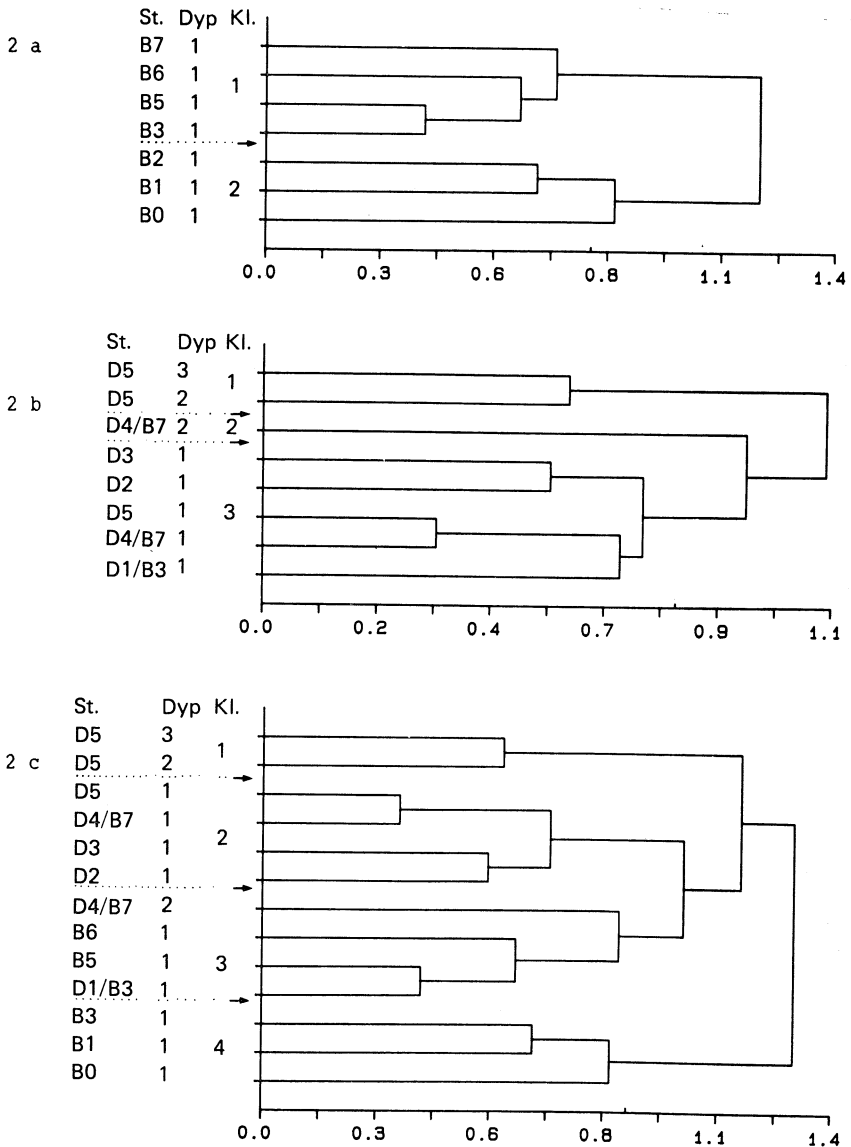 2 a
St. Dyp Kl.
B7 1
B6 1
1
B5 1
B3 1
B2 1
B1 1 2
B0 1
0.0 0.3 0.6 0.8 1.1 1.4
2 b
St. Dyp Kl.
D5 3
1
D5 2
D4/B7 2 2
D3 1
D2 1
D5 1 3
D4/B7 1
D1/B3 1
0.0 0.2 0.4 0.7 0.9 1.1
2 c
St. Dyp Kl.
D5 3
1
D5 2
D5 1
D4/B7 1
2
D3 1
D2 1
D4/B7 2
B6 1
B5 1 3
D1/B3 1
B3 1
B1 1 4
B0 1
0.0 0.3 0.6 0.8 1.1 1.4